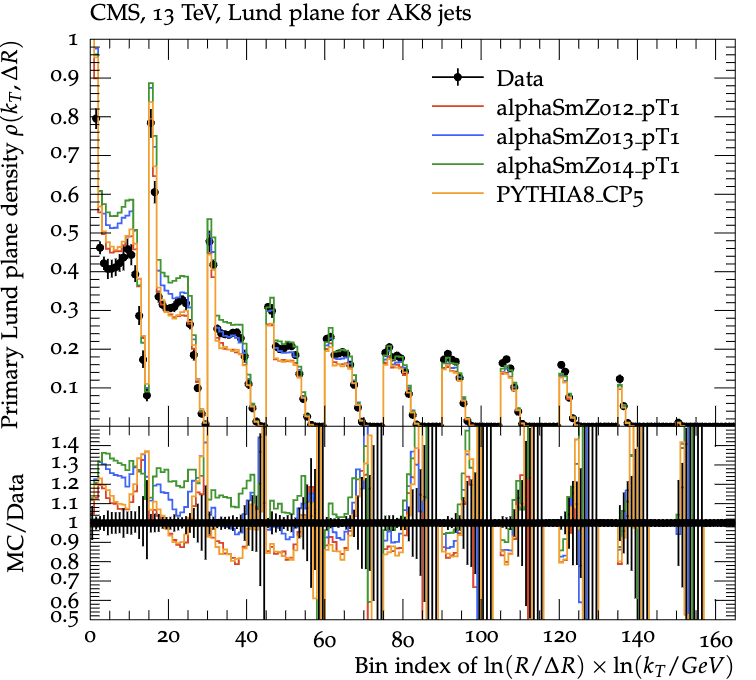 CMS, 13 TeV, Lund plane for AK8 jets
Primary Lund plane density ρ(k_T, ΔR)
1
0.9
0.8
0.7
0.6
0.5
0.4
0.3
0.2
0.1
Data
alphaSmZ012_pT1
alphaSmZ013_pT1
alphaSmZ014_pT1
PYTHIA8_CP5
MC/Data
1.4
1.3
1.2
1.1
1
0.9
0.8
0.7
0.6
0.5
0 20 40 60 80 100 120 140 160
Bin index of ln(R/ΔR) × ln(k_T/GeV)